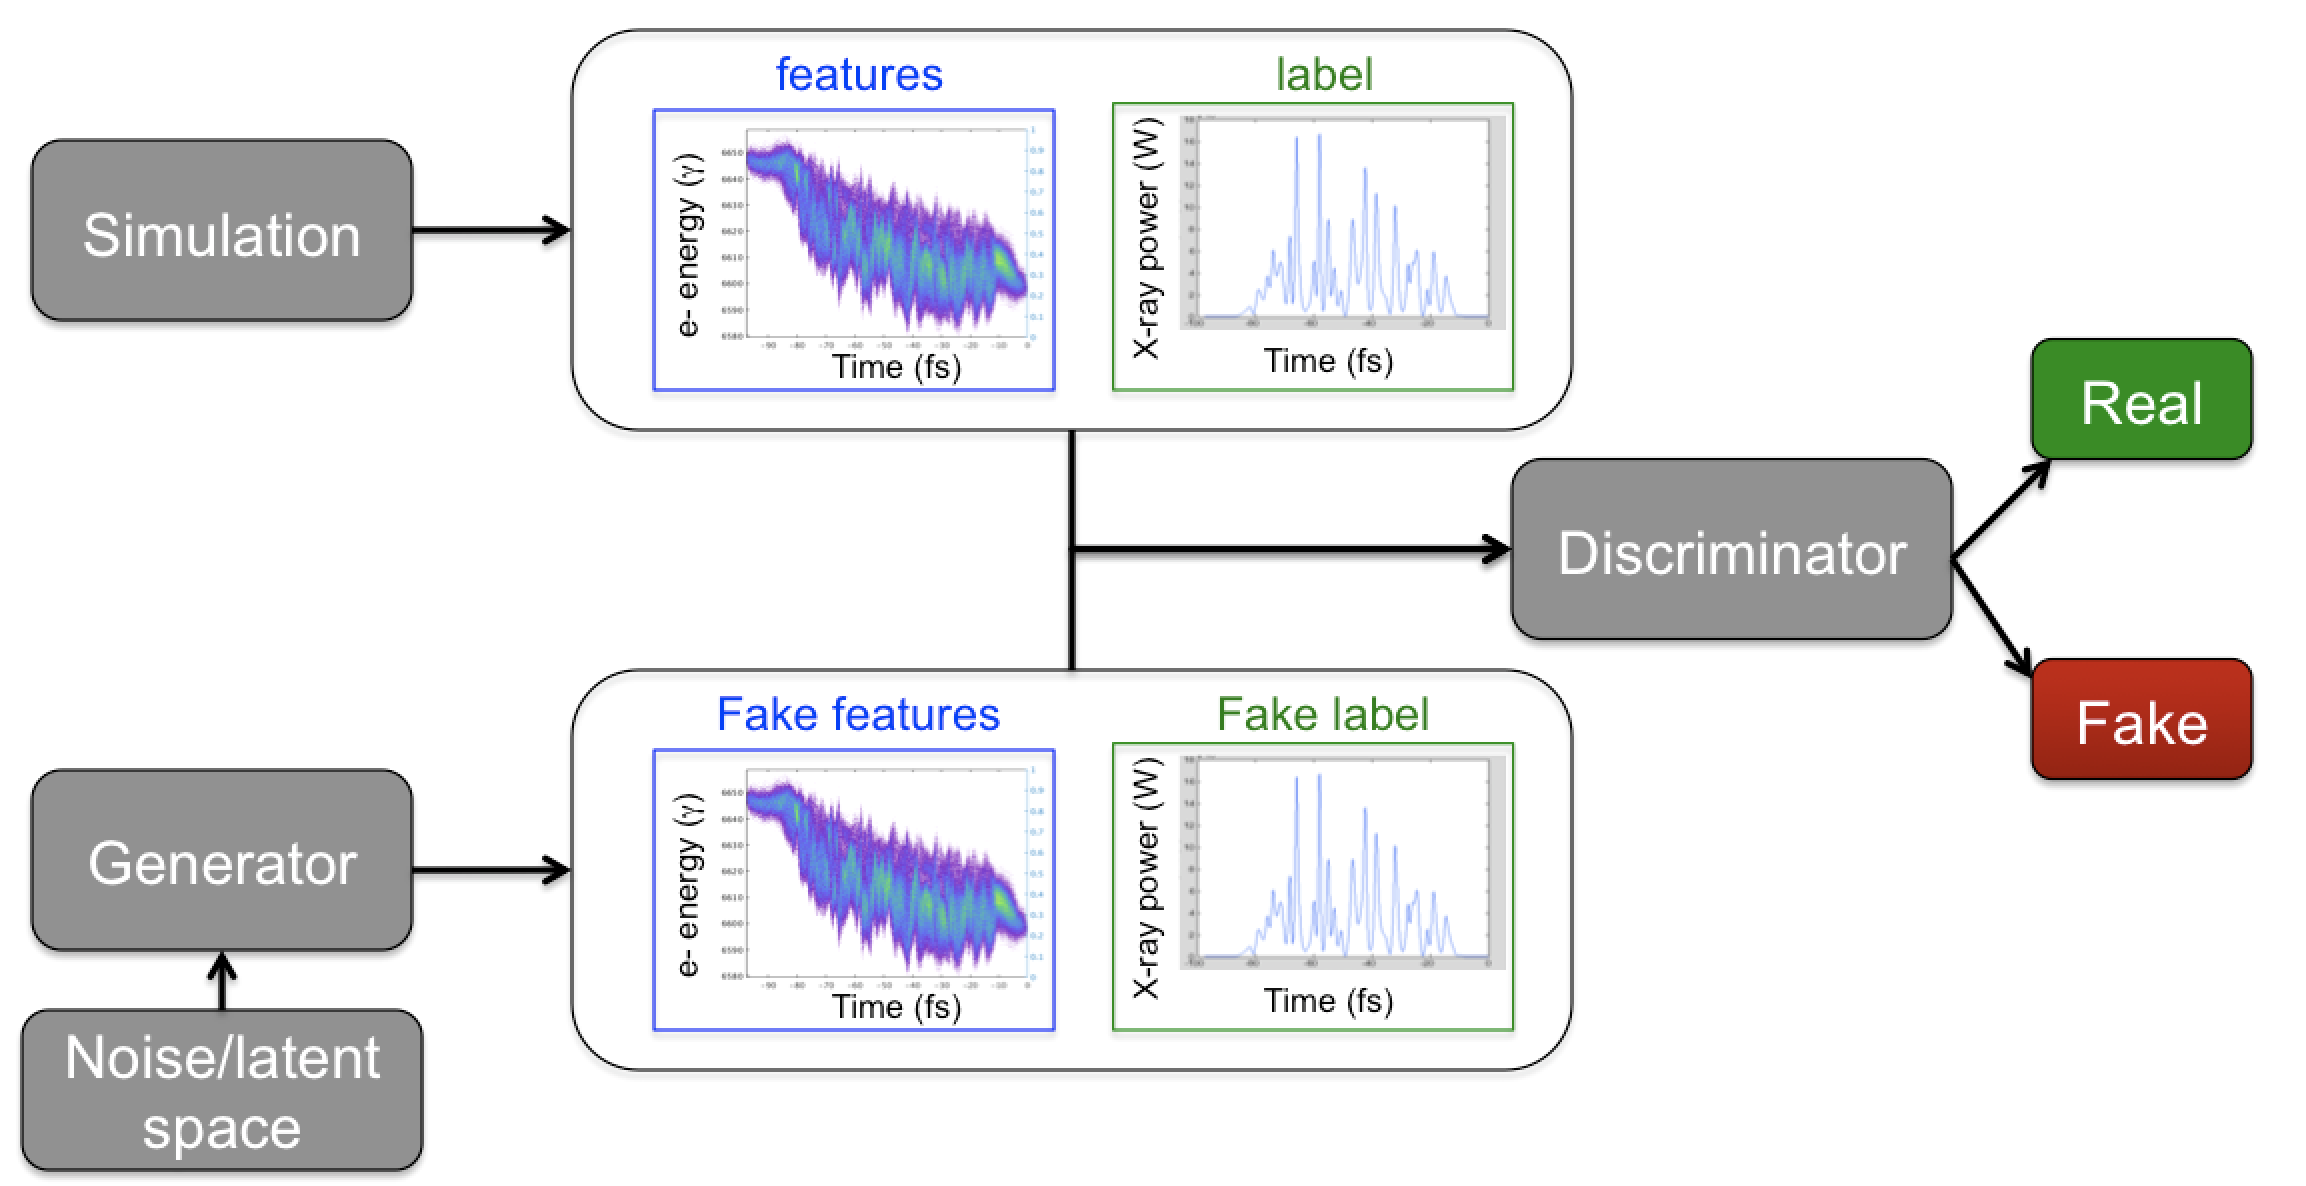 features
label
Simulation
e- energy (γ)
Time (fs)
X-ray power (W)
Time (fs)
Real
Discriminator
Fake
Fake features
Fake label
Generator
e- energy (γ)
Time (fs)
X-ray power (W)
Time (fs)
Noise/latent
space